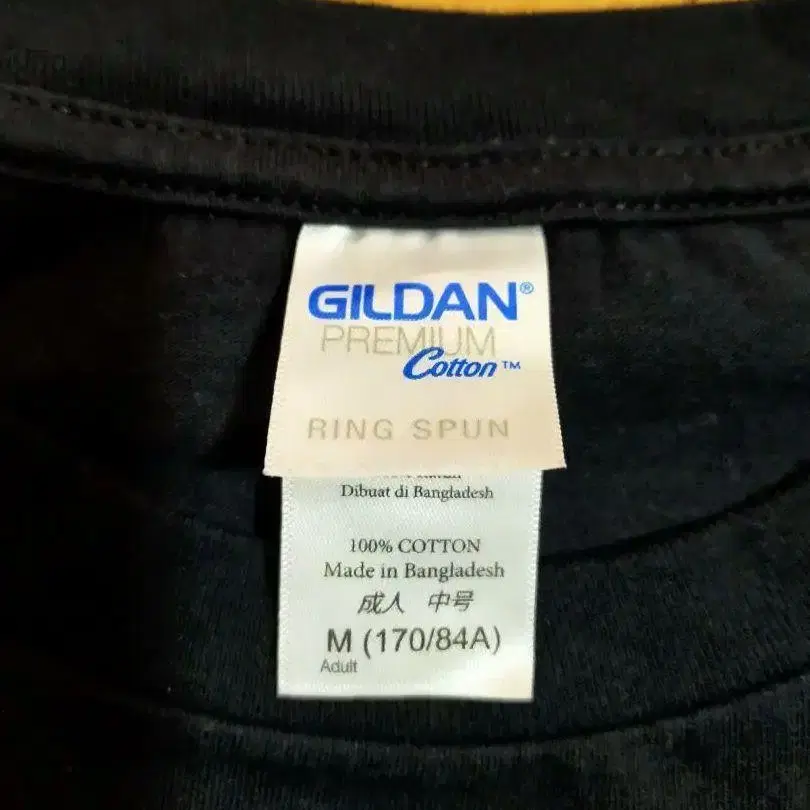 GILDAN®
PREMIUM
Cotton™
RING SPUN
Dibuat di Bangladesh
100% COTTON
Made in Bangladesh
成人 中号
M (170/84A)
Adult